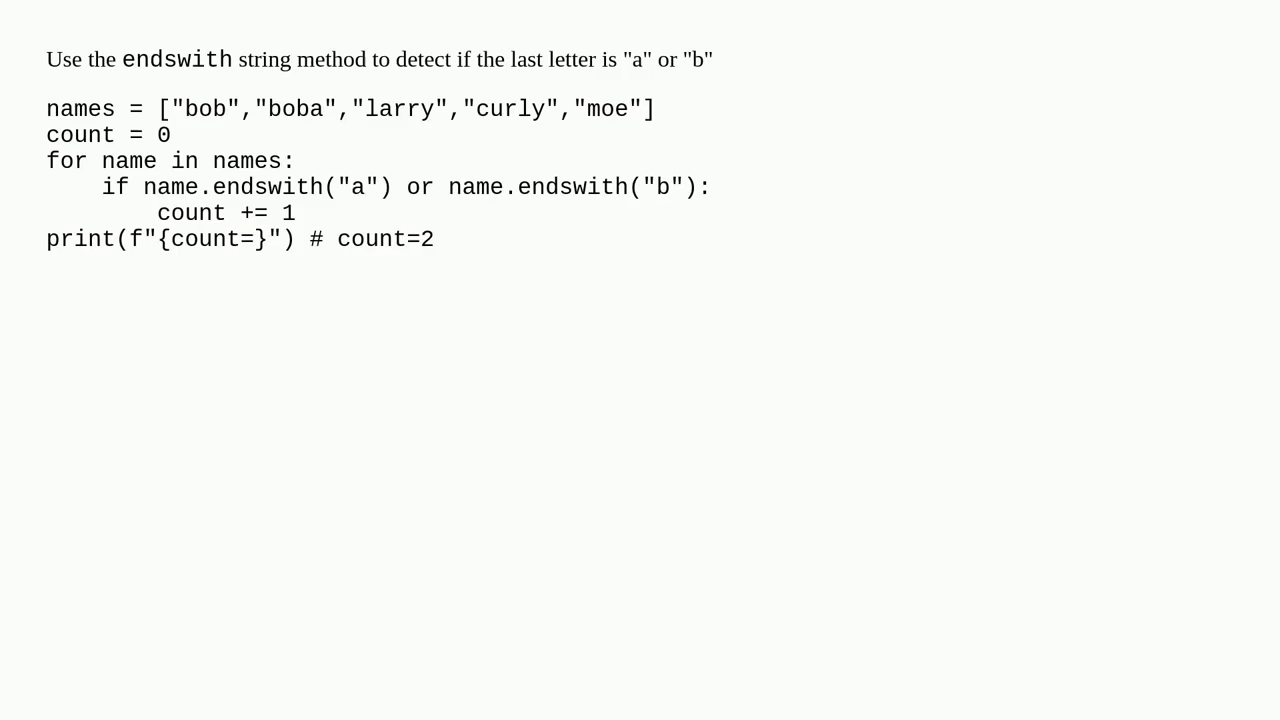 Use the endswith string method to detect if the last letter is "a" or "b"
names = ["bob","boba","larry","curly","moe"]
count = 0
for name in names:
    if name.endswith("a") or name.endswith("b"):
        count += 1
print(f"{count=}") # count=2